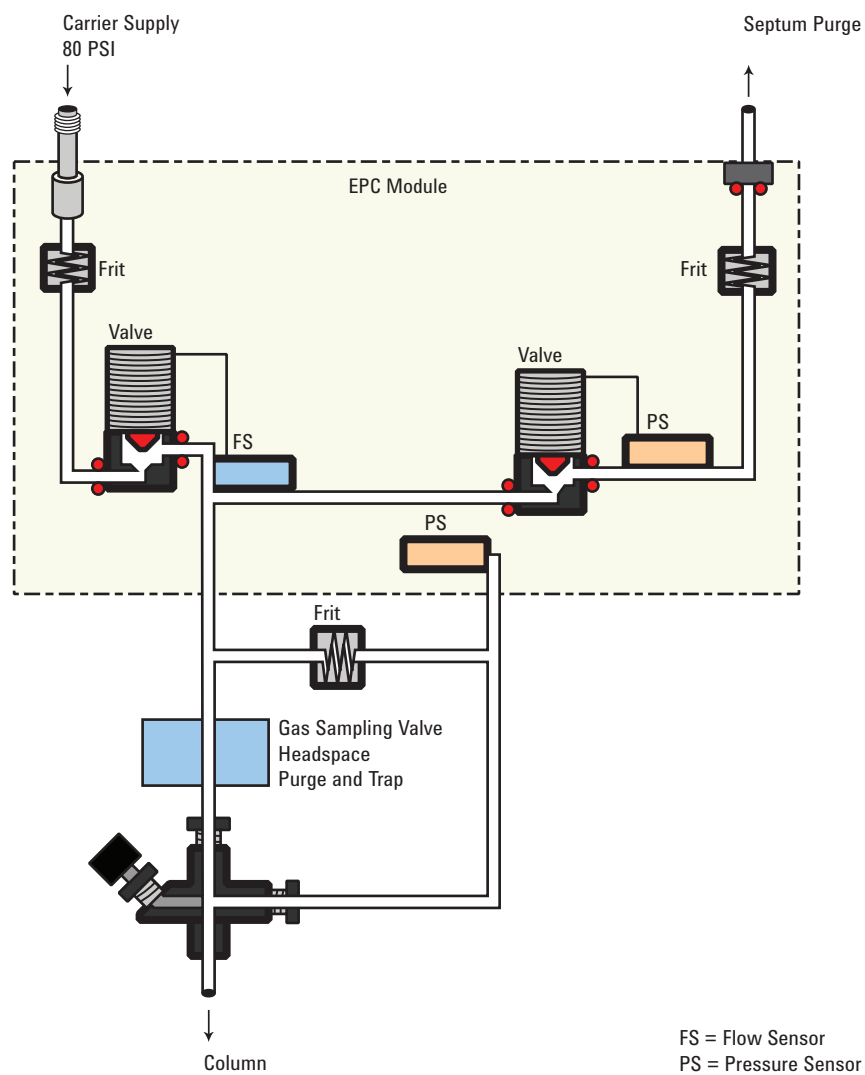 Carrier Supply
80 PSI
Septum Purge
EPC Module
Frit
Frit
Valve
Valve
FS
PS
PS
Frit
Gas Sampling Valve
Headspace
Purge and Trap
Column
FS = Flow Sensor
PS = Pressure Sensor